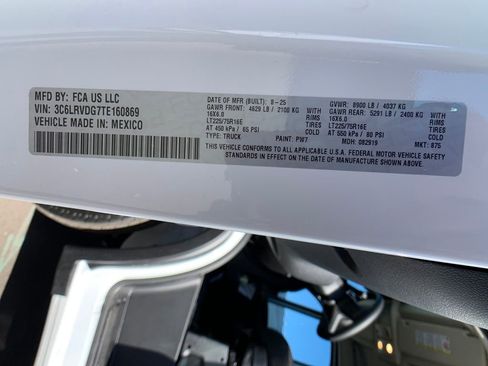 MFD BY: FCA US LLC
VIN: 3C6LRVDG7TE160869
VEHICLE MADE IN: MEXICO
DATE OF MFR (BUILT): 8-25
GAWR FRONT: 4629 LB / 2100 KG WITH
16X6.0 RIMS
LT225/75R16E TIRES
AT 450 kPa / 65 PSI
TYPE: TRUCK PAINT: PW7
GVWR: 8900 LB / 4037 KG
GAWR REAR: 5291 LB / 2400 KG WITH
16X6.0 RIMS
LT225/75R16E TIRES
AT 550 kPa / 80 PSI
MDH: 082919 MKT: 875
THIS VEHICLE CONFORMS TO ALL APPLICABLE U.S.A. FEDERAL MOTOR VEHICLE SAFETY
STANDARDS IN EFFECT ON THE DATE OF MANUFACTURE SHOWN ABOVE.